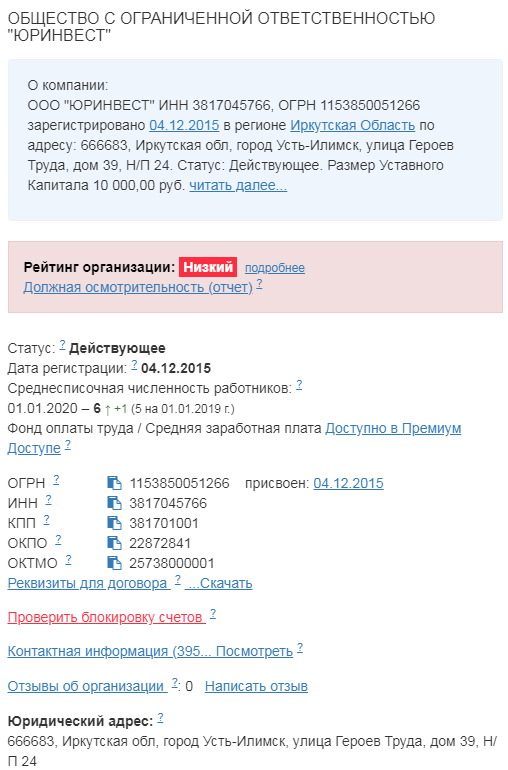 ОБЩЕСТВО С ОГРАНИЧЕННОЙ ОТВЕТСТВЕННОСТЬЮ
"ЮРИНВЕСТ"
О компании:
ООО "ЮРИНВЕСТ" ИНН 3817045766, ОГРН 1153850051266
зарегистрировано 04.12.2015 в регионе Иркутская Область по
адресу: 666683, Иркутская обл, город Усть-Илимск, улица Героев
Труда, дом 39, Н/П 24. Статус: Действующее. Размер Уставного
Капитала 10 000,00 руб. читать далее...
Рейтинг организации: Низкий подробнее
Должная осмотрительность (отчет) ?
Статус: ? Действующее
Дата регистрации: ? 04.12.2015
Среднесписочная численность работников: ?
01.01.2020 – 6 ↑ +1 (5 на 01.01.2019 г.)
Фонд оплаты труда / Средняя заработная плата Доступно в Премиум
Доступе ?
ОГРН ? 1153850051266 присвоен: 04.12.2015
ИНН ? 3817045766
КПП ? 381701001
ОКПО ? 22872841
ОКТМО ? 25738000001
Реквизиты для договора ? ...Скачать
Проверить блокировку счетов ?
Контактная информация (395... Посмотреть ?
Отзывы об организации ?: 0 Написать отзыв
Юридический адрес: ?
666683, Иркутская обл, город Усть-Илимск, улица Героев Труда, дом 39, Н/
П 24